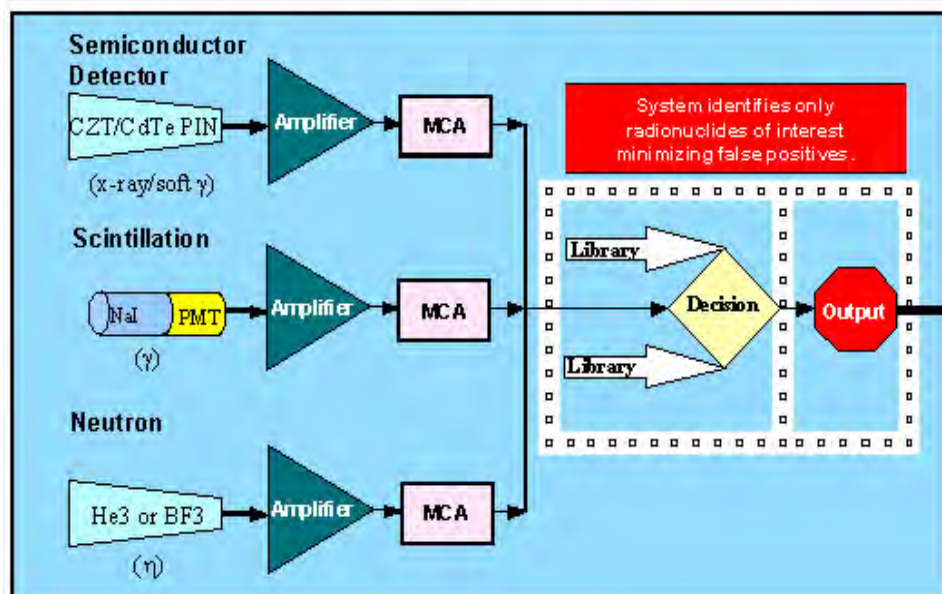 Semiconductor
Detector
CZT/CdTe PIN
Amplifier
MCA
(x-ray/soft γ)
System identifies only
radionuclides of interest
minimizing false positives.
Scintillation
NaI
PMT
Amplifier
MCA
(γ)
Library
Decision
Output
Library
Neutron
He3 or BF3
Amplifier
MCA
(η)